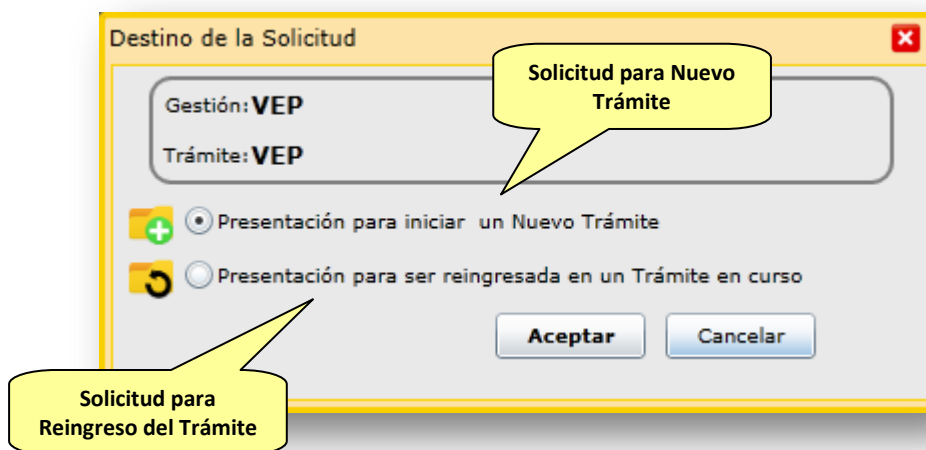 Destino de la Solicitud
Solicitud para Nuevo
Trámite
Gestión: VEP
Trámite: VEP
Presentación para iniciar un Nuevo Trámite
Presentación para ser reingresada en un Trámite en curso
Aceptar Cancelar
Solicitud para
Reingreso del Trámite